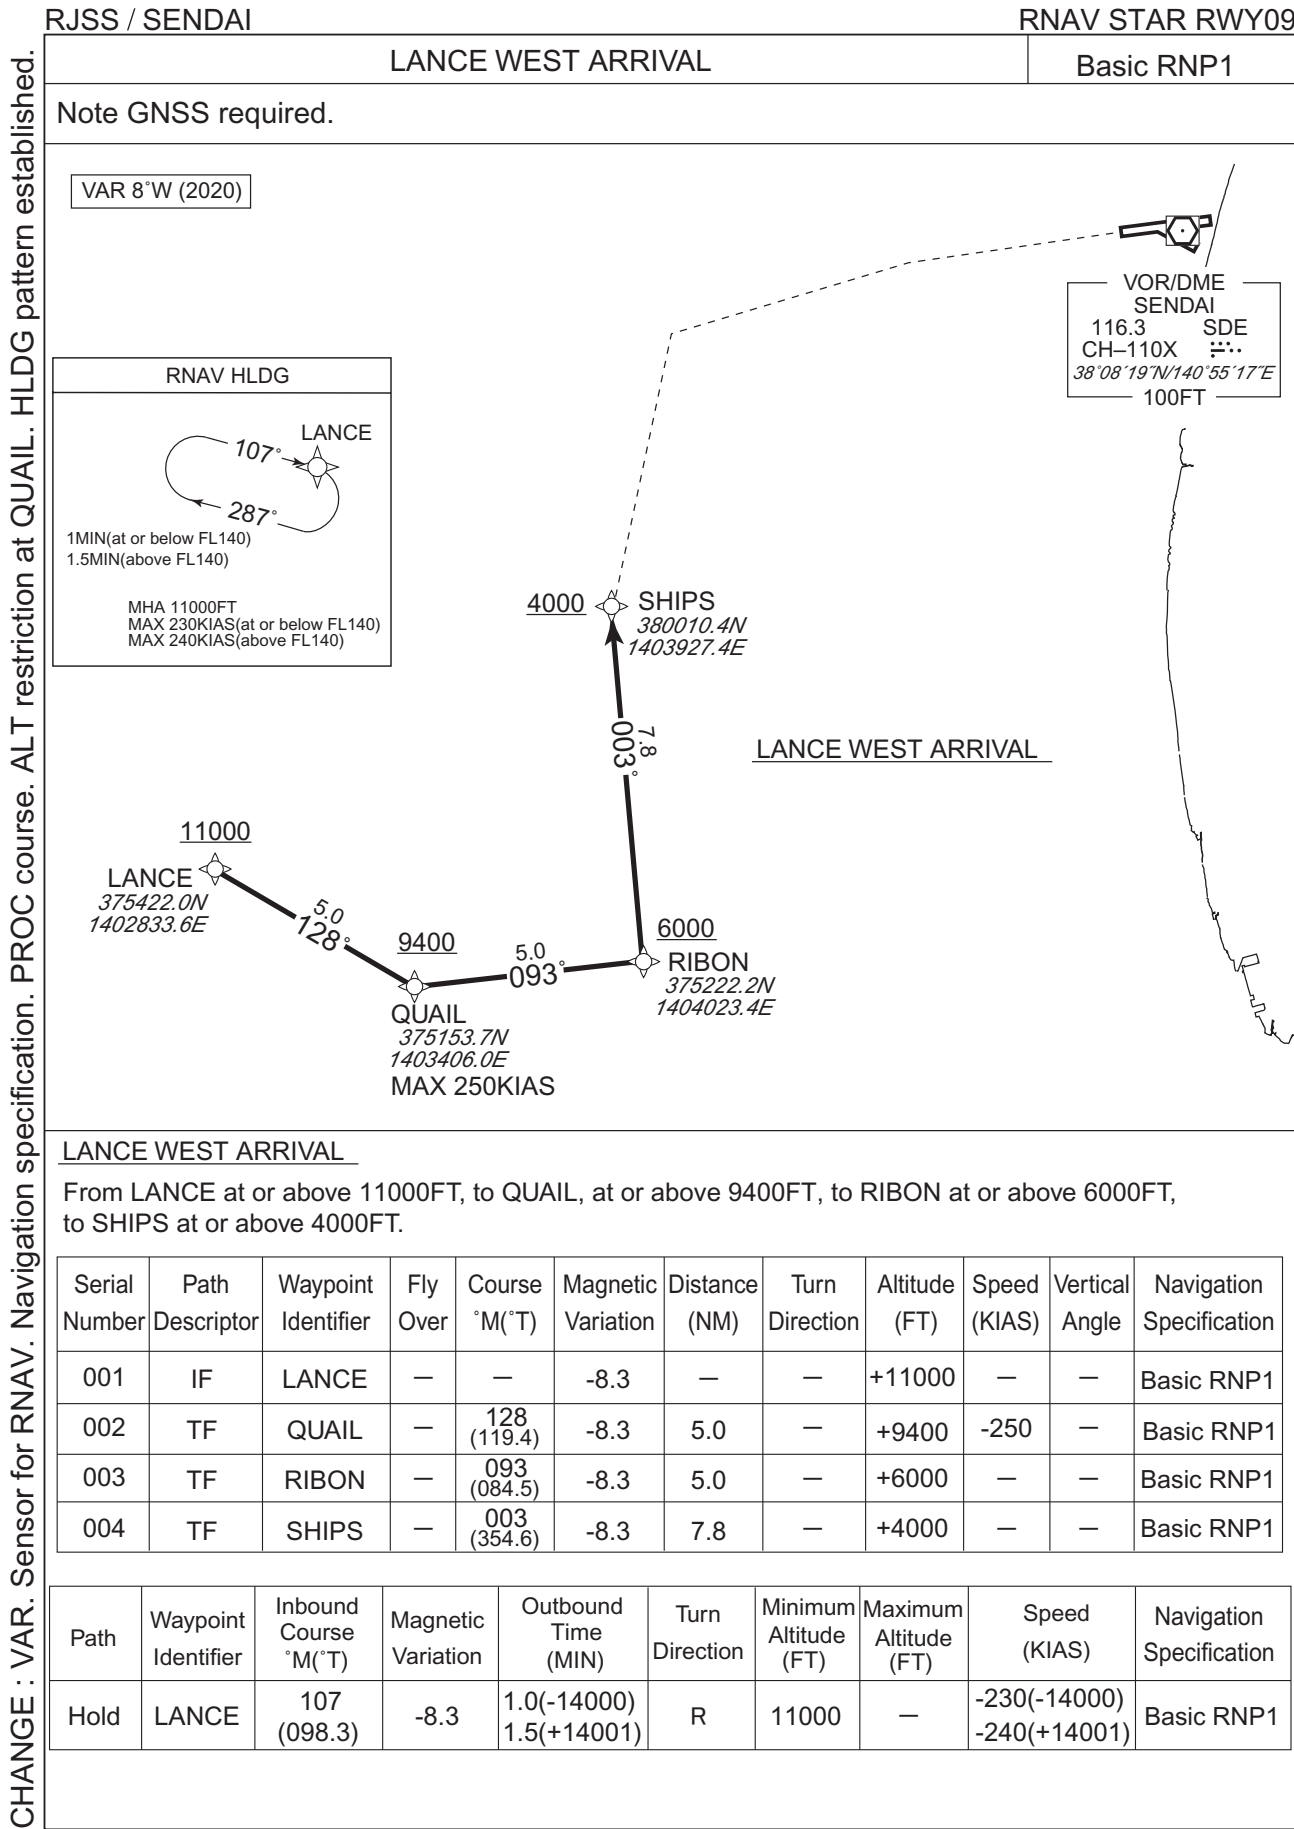 RJSS / SENDAI
RNAV STAR RWY09
LANCE WEST ARRIVAL
Basic RNP1
Note GNSS required.
VAR 8˚W (2020)
VOR/DME
SENDAI
116.3 SDE
CH–110X
38˚08´19˝N/140˚55´17˝E
100FT
RNAV HLDG
LANCE
107˚
287˚
1MIN(at or below FL140)
1.5MIN(above FL140)
MHA 11000FT
MAX 230KIAS(at or below FL140)
MAX 240KIAS(above FL140)
4000
SHIPS
380010.4N
1403927.4E
7.8
003˚
LANCE WEST ARRIVAL
11000
LANCE
375422.0N
1402833.6E
5.0
128˚
9400
QUAIL
375153.7N
1403406.0E
MAX 250KIAS
5.0
093˚
6000
RIBON
375222.2N
1404023.4E
LANCE WEST ARRIVAL
From LANCE at or above 11000FT, to QUAIL, at or above 9400FT, to RIBON at or above 6000FT,
to SHIPS at or above 4000FT.
Serial Number Path Descriptor Waypoint Identifier Fly Over Course ˚M(˚T) Magnetic Variation Distance (NM) Turn Direction Altitude (FT) Speed (KIAS) Vertical Angle Navigation Specification
001 IF LANCE — — -8.3 — — +11000 — — Basic RNP1
002 TF QUAIL — 128 (119.4) -8.3 5.0 — +9400 -250 — Basic RNP1
003 TF RIBON — 093 (084.5) -8.3 5.0 — +6000 — — Basic RNP1
004 TF SHIPS — 003 (354.6) -8.3 7.8 — +4000 — — Basic RNP1
Path Waypoint Identifier Inbound Course ˚M(˚T) Magnetic Variation Outbound Time (MIN) Turn Direction Minimum Altitude (FT) Maximum Altitude (FT) Speed (KIAS) Navigation Specification
Hold LANCE 107 (098.3) -8.3 1.0(-14000) 1.5(+14001) R 11000 — -230(-14000) -240(+14001) Basic RNP1
CHANGE : VAR. Sensor for RNAV. Navigation specification. PROC course. ALT restriction at QUAIL. HLDG pattern established.